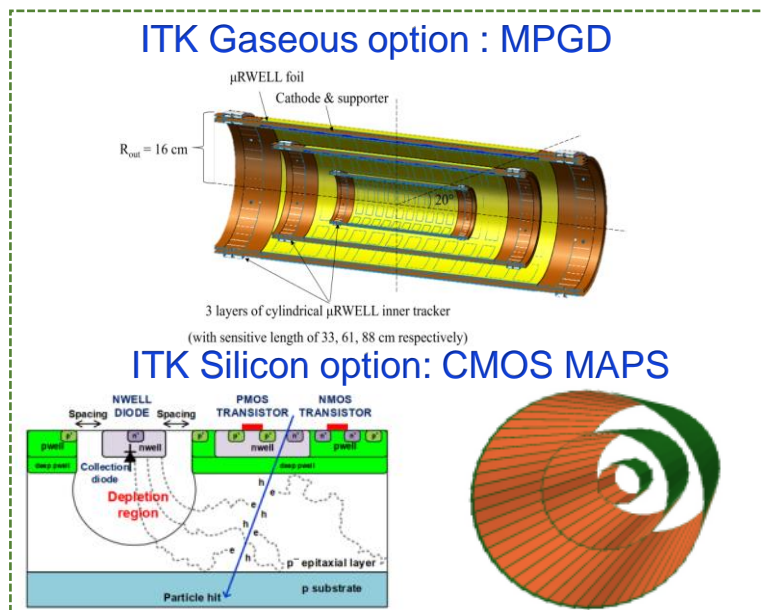 ITK Gaseous option : MPGD
μRWELL foil
Cathode & supporter
R_out = 16 cm
20°
3 layers of cylindrical μRWELL inner tracker
(with sensitive length of 33, 61, 88 cm respectively)
ITK Silicon option: CMOS MAPS
NWELL PMOS NMOS
Spacing DIODE Spacing TRANSISTOR TRANSISTOR
p+ n+ p+ p+ p+ n+ n+ p+
pwell nwell nwell pwell
deep pwell deep pwell
Collection
diode
Depletion
region
h
e
h
e
h
e
h
e
h
e
p⁻ epitaxial layer
p substrate
Particle hit